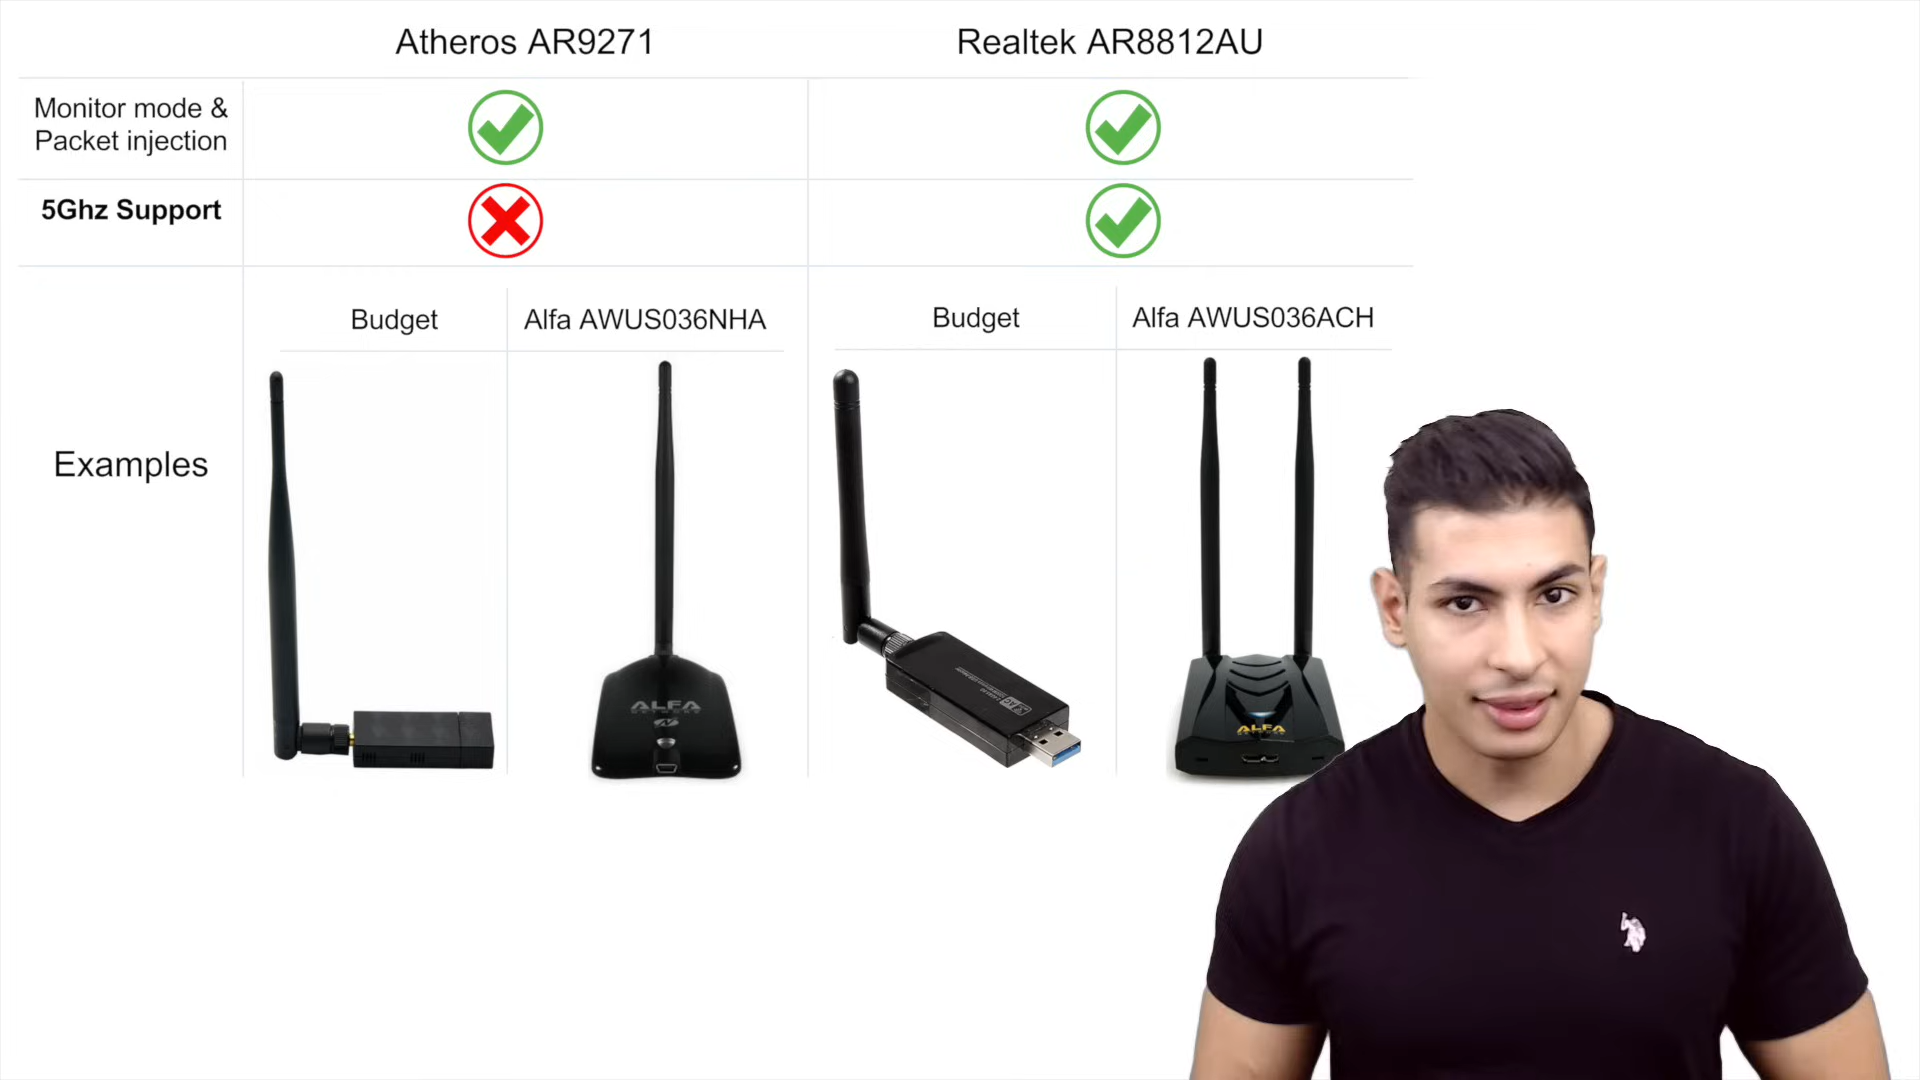 Atheros AR9271
Realtek AR8812AU
Monitor mode &
Packet injection
5Ghz Support
Budget
Alfa AWUS036NHA
Budget
Alfa AWUS036ACH
Examples
ALFA
NETWORK
N
ALFA